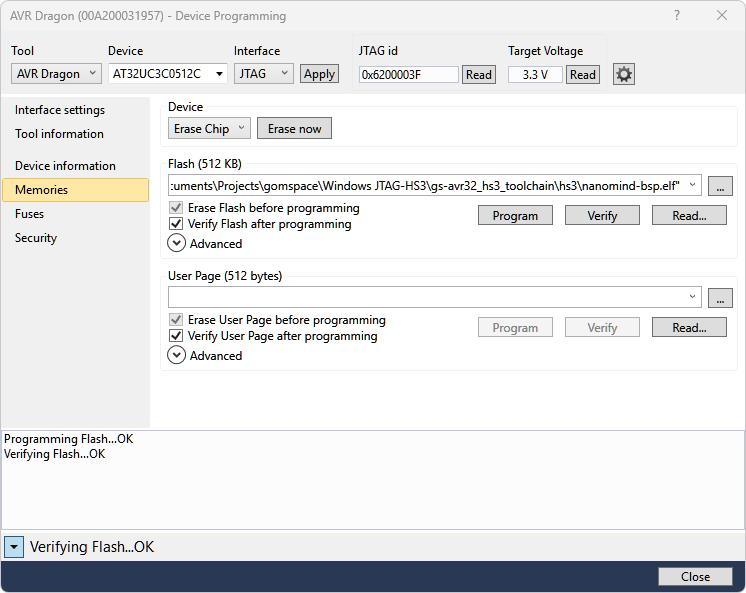 AVR Dragon (00A200031957) - Device Programming
Tool Device Interface JTAG id Target Voltage
AVR Dragon AT32UC3C0512C JTAG Apply 0x6200003F Read 3.3 V Read
Interface settings
Tool information
Device information
Memories
Fuses
Security
Device
Erase Chip Erase now
Flash (512 KB)
:uments\Projects\gomspace\Windows JTAG-HS3\gs-avr32_hs3_toolchain\hs3\nanomind-bsp.elf" ...
Erase Flash before programming
Verify Flash after programming
Program Verify Read...
Advanced
User Page (512 bytes)
...
Erase User Page before programming
Verify User Page after programming
Program Verify Read...
Advanced
Programming Flash...OK
Verifying Flash...OK
Verifying Flash...OK
Close